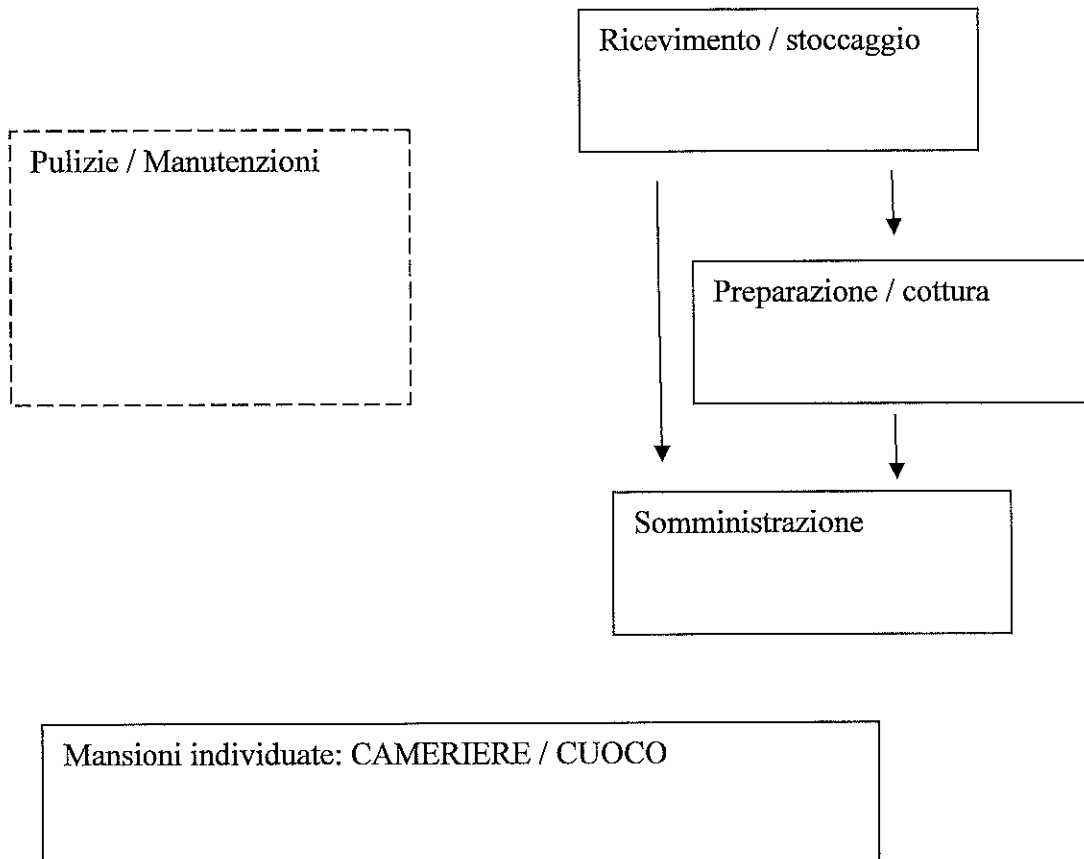 Ricevimento / stoccaggio
Pulizie / Manutenzioni
Preparazione / cottura
Somministrazione
Mansioni individuate: CAMERIERE / CUOCO